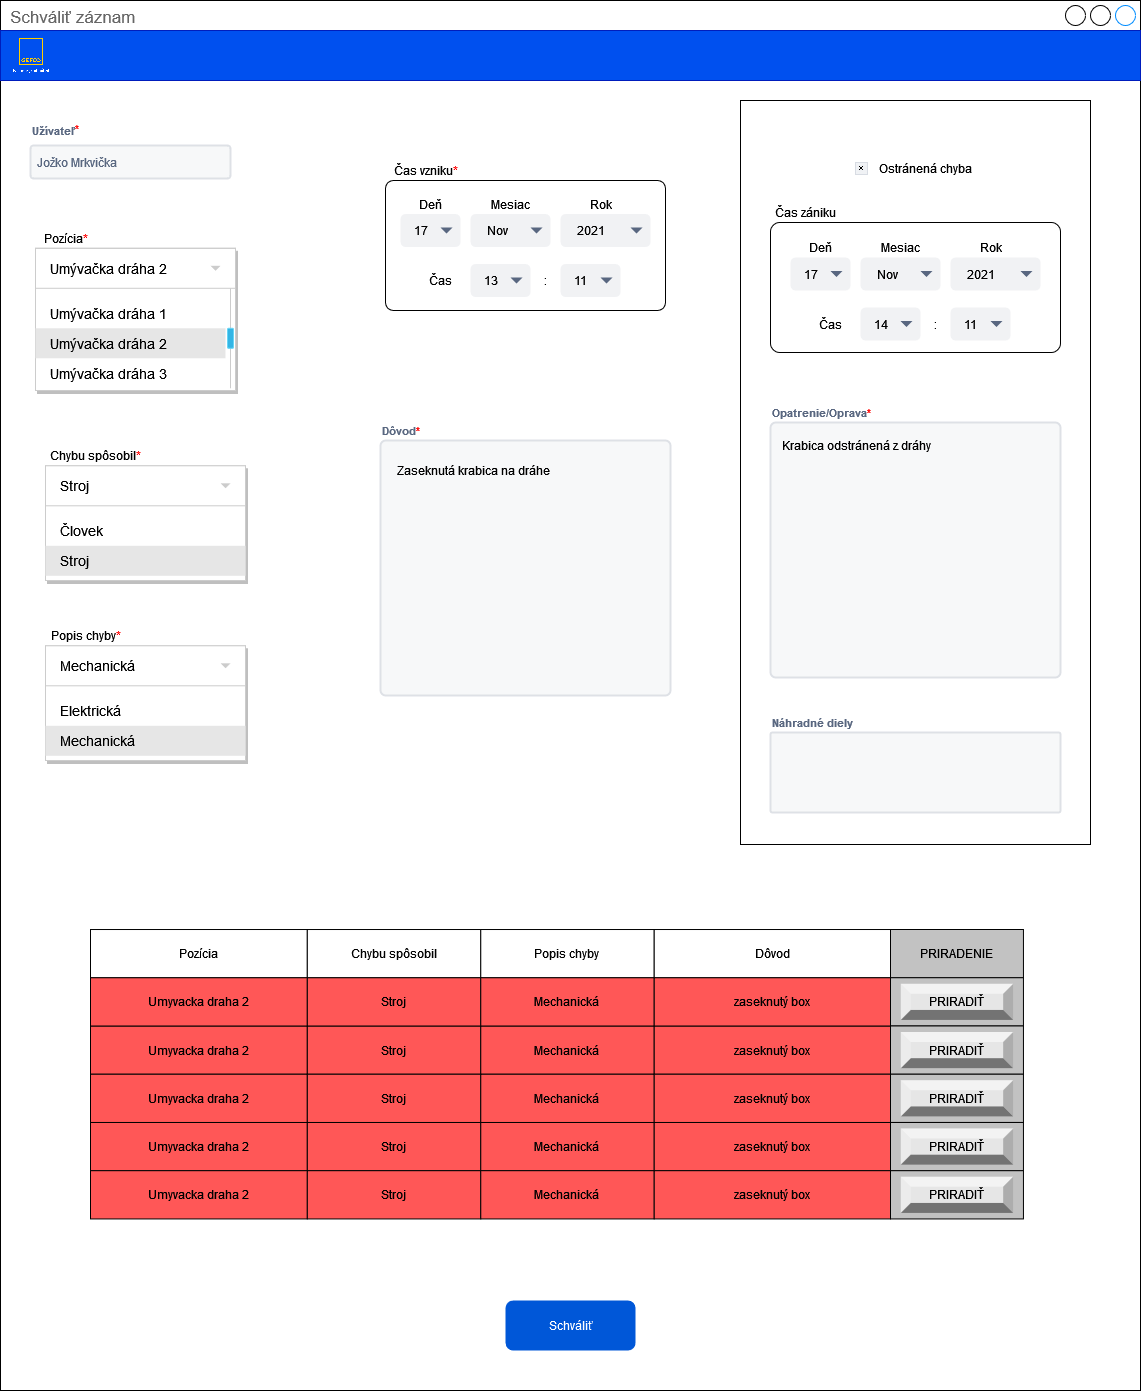 Schváliť záznam
GEFCO
Užívateľ*
Jožko Mrkvička
Pozícia*
Umývačka dráha 2
Umývačka dráha 1
Umývačka dráha 2
Umývačka dráha 3
Chybu spôsobil*
Stroj
Človek
Stroj
Popis chyby*
Mechanická
Elektrická
Mechanická
Čas vzniku*
Deň Mesiac Rok
17 Nov 2021
Čas 13 : 11
Dôvod*
Zaseknutá krabica na dráhe
Ostránená chyba
Čas zániku
Deň Mesiac Rok
17 Nov 2021
Čas 14 : 11
Opatrenie/Oprava*
Krabica odstránená z dráhy
Náhradné diely
Pozícia Chybu spôsobil Popis chyby Dôvod PRIRADENIE
Umyvacka draha 2 Stroj Mechanická zaseknutý box PRIRADIŤ
Umyvacka draha 2 Stroj Mechanická zaseknutý box PRIRADIŤ
Umyvacka draha 2 Stroj Mechanická zaseknutý box PRIRADIŤ
Umyvacka draha 2 Stroj Mechanická zaseknutý box PRIRADIŤ
Umyvacka draha 2 Stroj Mechanická zaseknutý box PRIRADIŤ
Schváliť